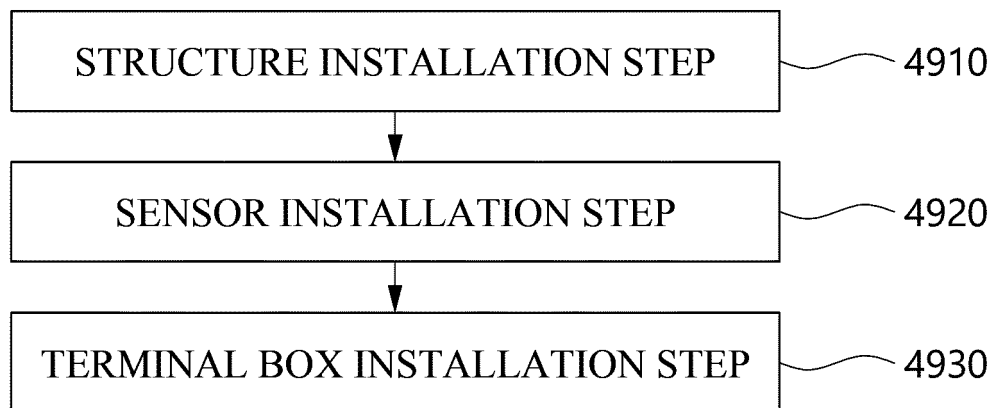 STRUCTURE INSTALLATION STEP 4910
SENSOR INSTALLATION STEP 4920
TERMINAL BOX INSTALLATION STEP 4930